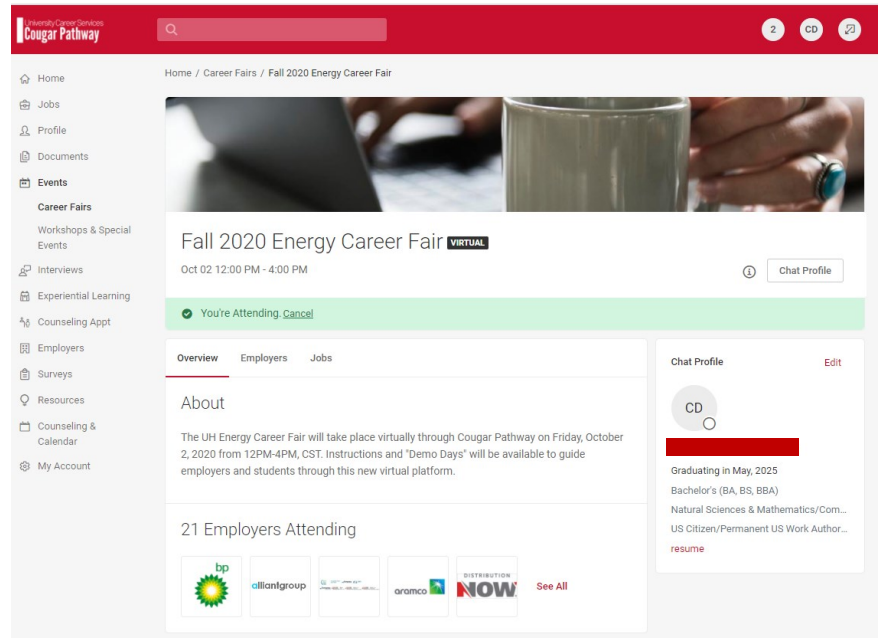 University Career Services
Cougar Pathway
2
CD
Home
Jobs
Profile
Documents
Events
Career Fairs
Workshops & Special
Events
Interviews
Experiential Learning
Counseling Appt
Employers
Surveys
Resources
Counseling &
Calendar
My Account
Home / Career Fairs / Fall 2020 Energy Career Fair
Fall 2020 Energy Career Fair VIRTUAL
Oct 02 12:00 PM - 4:00 PM
Chat Profile
You're Attending. Cancel
Overview Employers Jobs
About
The UH Energy Career Fair will take place virtually through Cougar Pathway on Friday, October
2, 2020 from 12PM-4PM, CST. Instructions and "Demo Days" will be available to guide
employers and students through this new virtual platform.
21 Employers Attending
bp
alliantgroup
aramco
DISTRIBUTION
NOW
See All
Chat Profile Edit
CD
Graduating in May, 2025
Bachelor's (BA, BS, BBA)
Natural Sciences & Mathematics/Com...
US Citizen/Permanent US Work Author...
resume